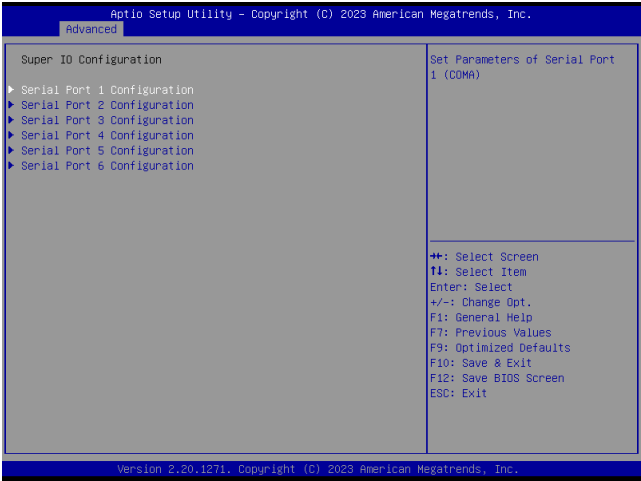 Aptio Setup Utility – Copyright (C) 2023 American Megatrends, Inc.
Advanced
Super IO Configuration
Serial Port 1 Configuration
Serial Port 2 Configuration
Serial Port 3 Configuration
Serial Port 4 Configuration
Serial Port 5 Configuration
Serial Port 6 Configuration
Set Parameters of Serial Port
1 (COMA)
→←: Select Screen
↑↓: Select Item
Enter: Select
+/-: Change Opt.
F1: General Help
F7: Previous Values
F9: Optimized Defaults
F10: Save & Exit
F12: Save BIOS Screen
ESC: Exit
Version 2.20.1271. Copyright (C) 2023 American Megatrends, Inc.